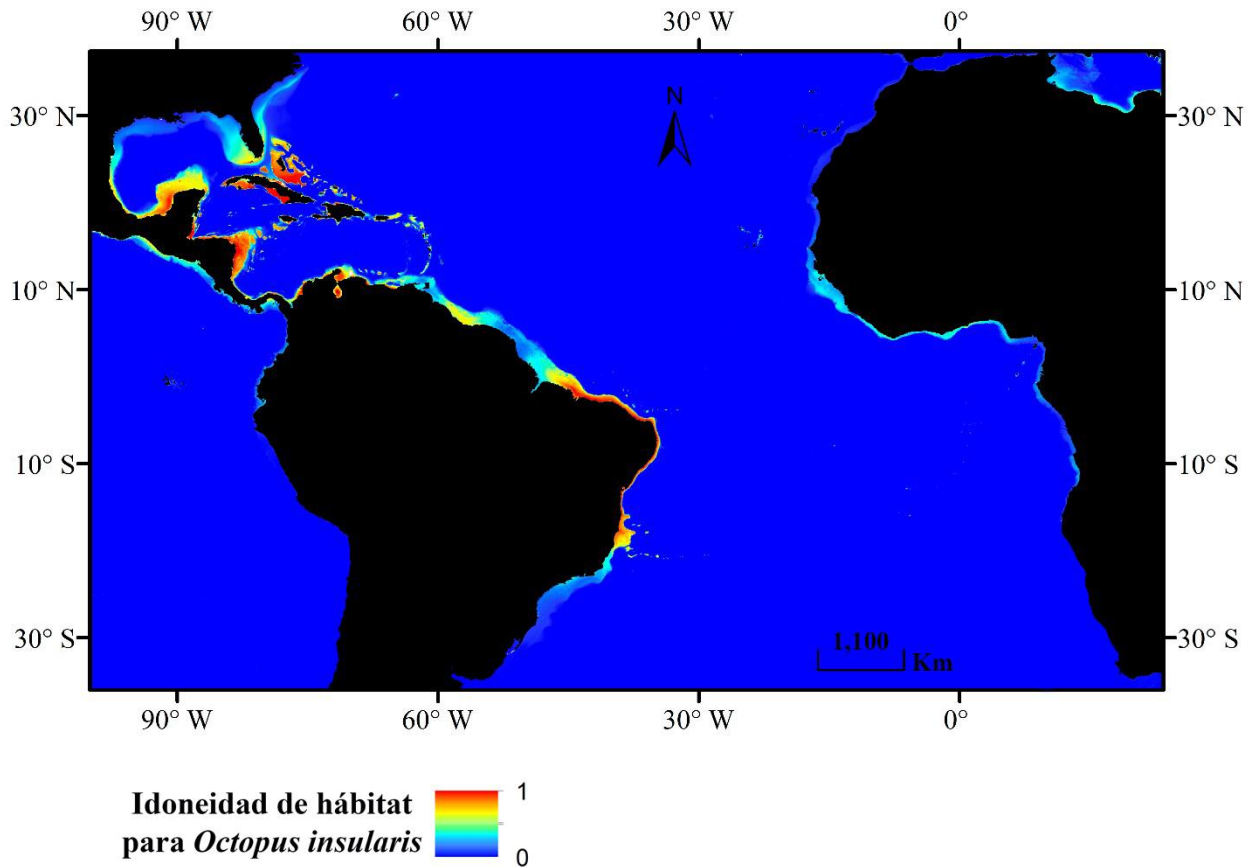 90° W 60° W 30° W 0°
30° N 30° N
N
10° N 10° N
10° S 10° S
30° S 30° S
1,100
Km
90° W 60° W 30° W 0°
Idoneidad de hábitat
para Octopus insularis
1
0